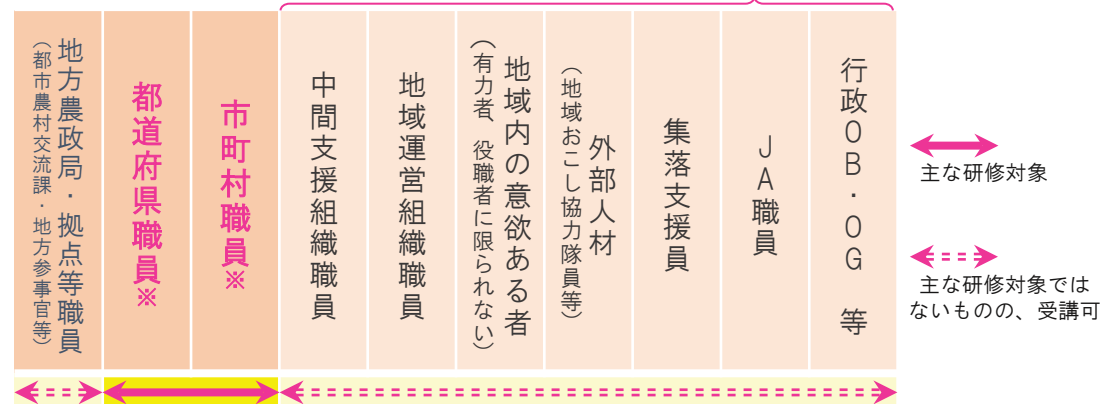 地方農政局・拠点等職員
（都市農村交流課・地方参事官等）
都道府県職員※
市町村職員※
中間支援組織職員
地域運営組織職員
地域内の意欲ある者
（有力者、役職者に限られない）
外部人材
（地域おこし協力隊員等）
集落支援員
ＪＡ職員
行政ＯＢ・ＯＧ　等
主な研修対象
主な研修対象では
ないものの、受講可